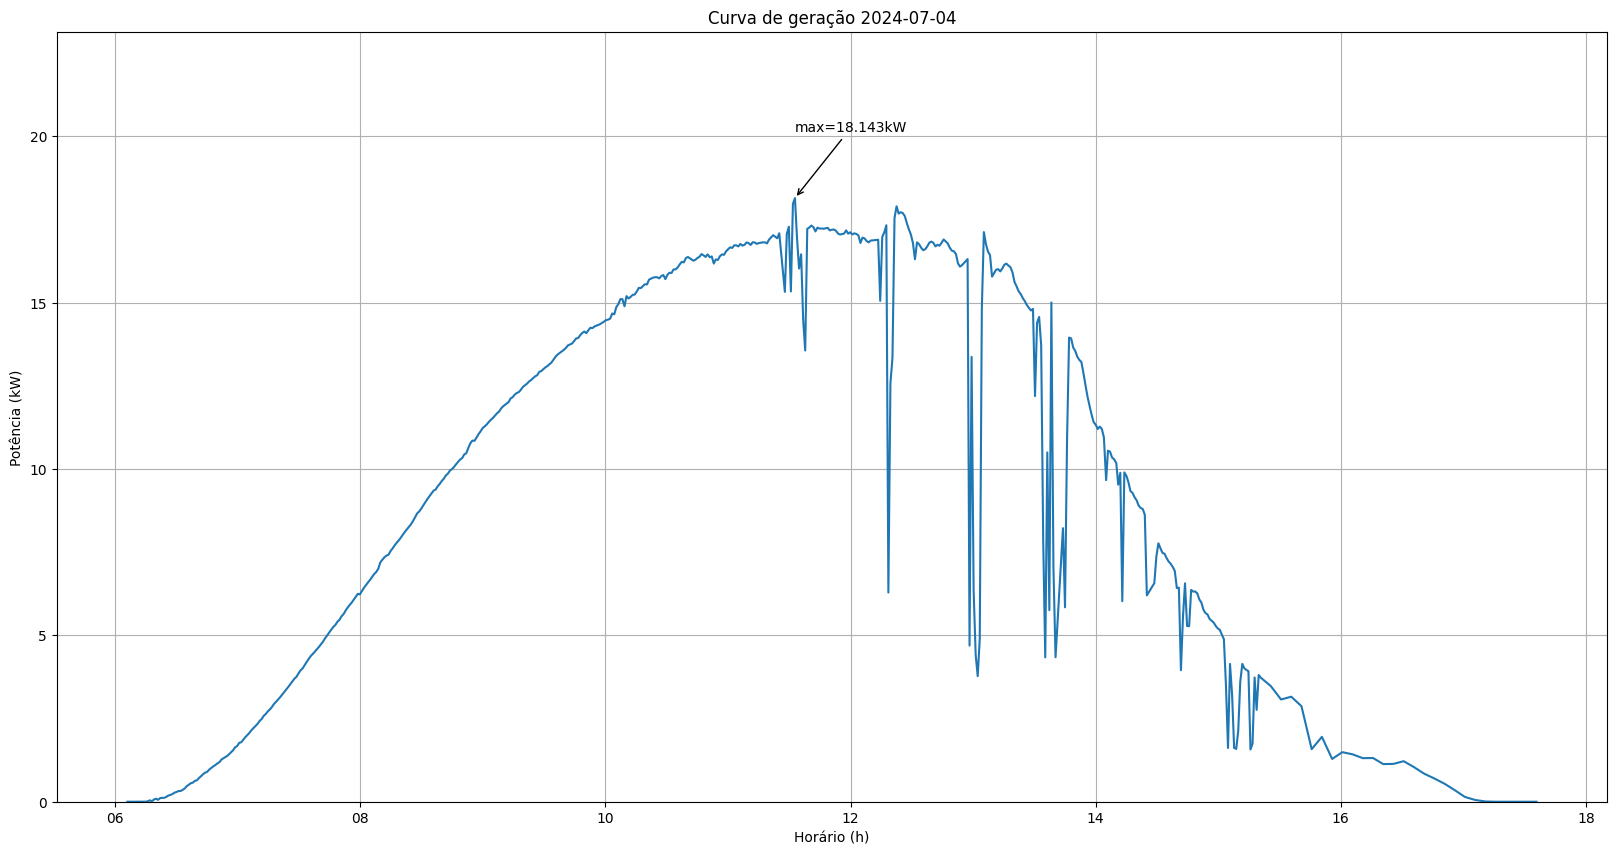 Curva de geração 2024-07-04
max=18.143kW
20
15
10
5
0
Potência (kW)
06 08 10 12 14 16 18
Horário (h)